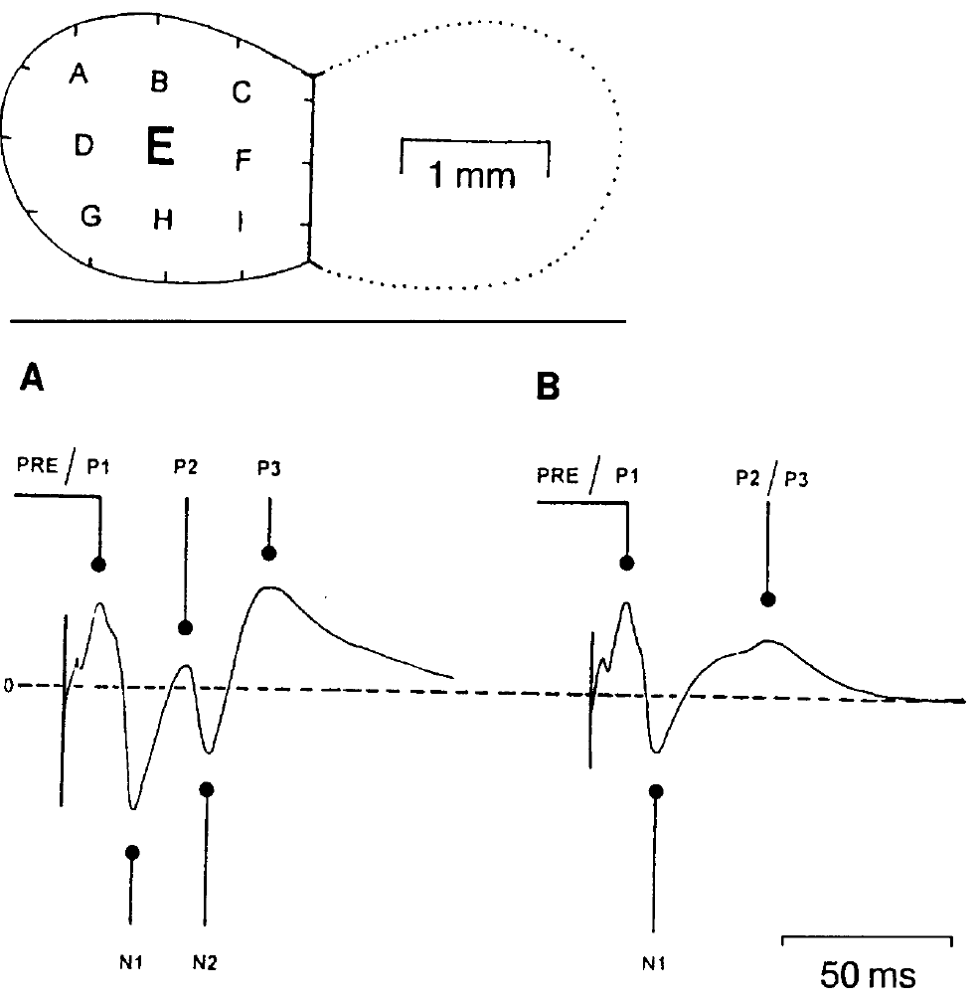 A B C
D E F
G H I
1 mm
A B
PRE / P1 P2 P3
PRE / P1 P2 / P3
0
N1 N2 N1
50 ms